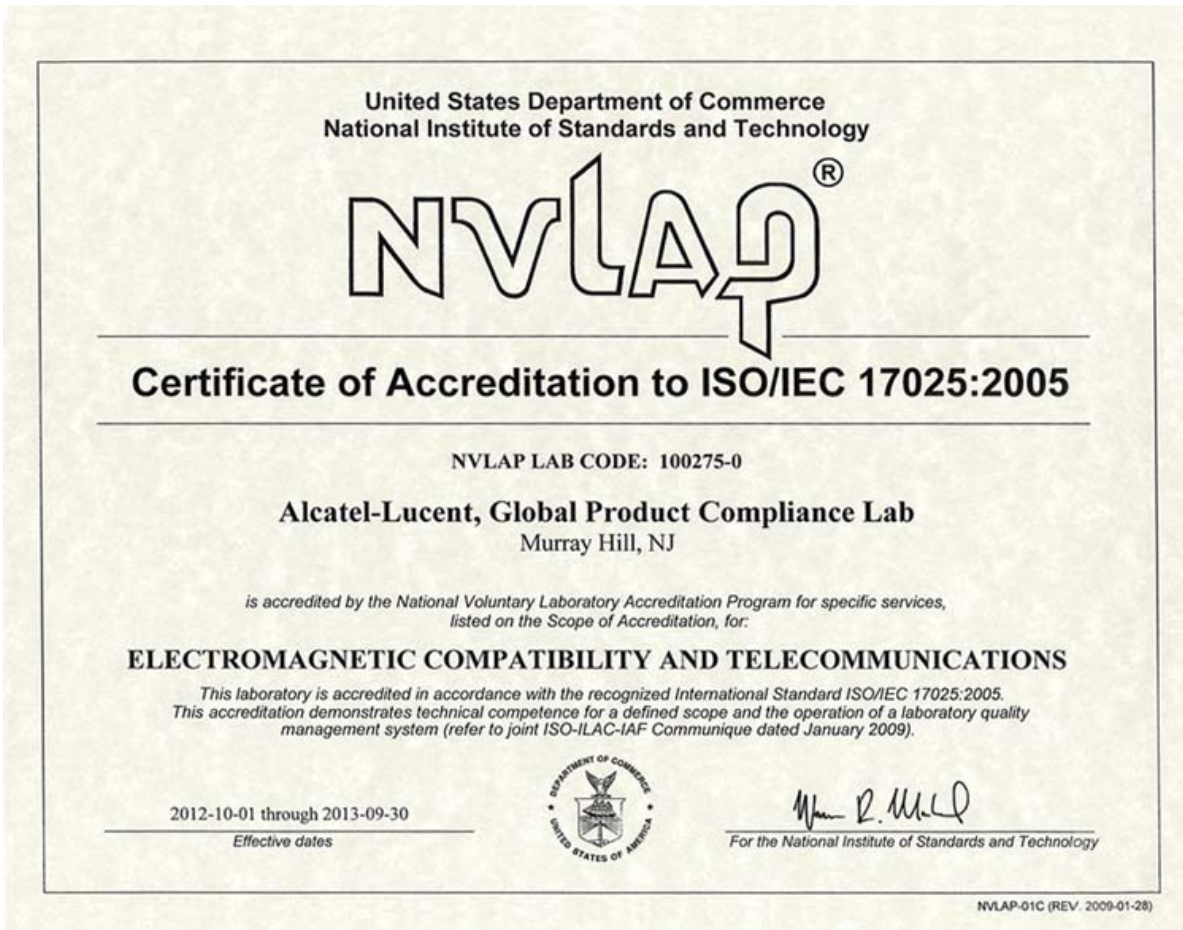 United States Department of Commerce
National Institute of Standards and Technology
NVLAP®
Certificate of Accreditation to ISO/IEC 17025:2005
NVLAP LAB CODE: 100275-0
Alcatel-Lucent, Global Product Compliance Lab
Murray Hill, NJ
is accredited by the National Voluntary Laboratory Accreditation Program for specific services,
listed on the Scope of Accreditation, for:
ELECTROMAGNETIC COMPATIBILITY AND TELECOMMUNICATIONS
This laboratory is accredited in accordance with the recognized International Standard ISO/IEC 17025:2005.
This accreditation demonstrates technical competence for a defined scope and the operation of a laboratory quality
management system (refer to joint ISO-ILAC-IAF Communique dated January 2009).
2012-10-01 through 2013-09-30
Effective dates
DEPARTMENT OF COMMERCE
UNITED STATES OF AMERICA
For the National Institute of Standards and Technology
NVLAP-01C (REV. 2009-01-28)